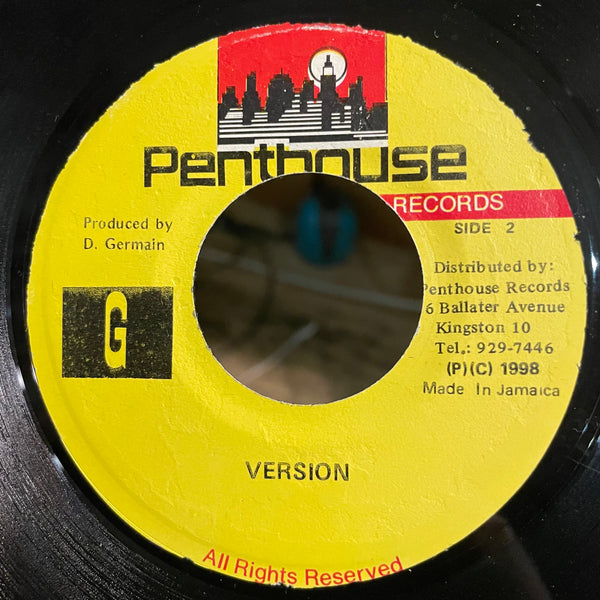 Penthouse
RECORDS
SIDE 2
Produced by
D. Germain
G
Distributed by:
Penthouse Records
6 Ballater Avenue
Kingston 10
Tel.: 929-7446
(P)(C) 1998
Made In Jamaica
VERSION
All Rights Reserved